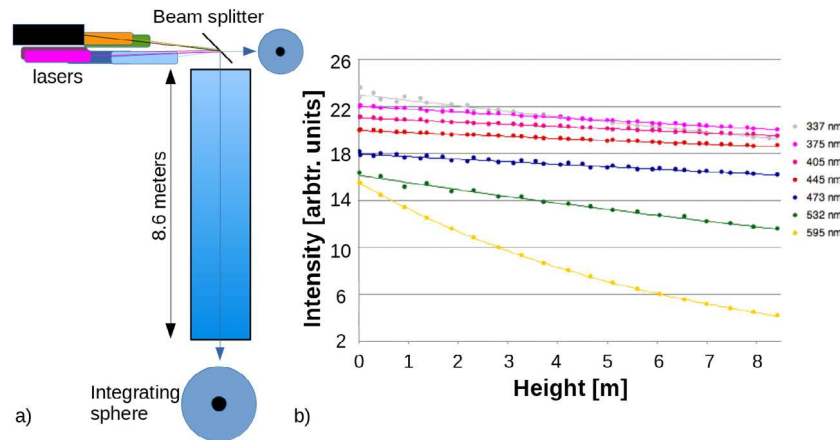 Beam splitter
lasers
8.6 meters
Integrating
sphere
a)
Intensity [arbtr. units]
26
22
18
14
10
6
2
0 1 2 3 4 5 6 7 8
Height [m]
b)
337 nm
375 nm
405 nm
445 nm
473 nm
532 nm
595 nm